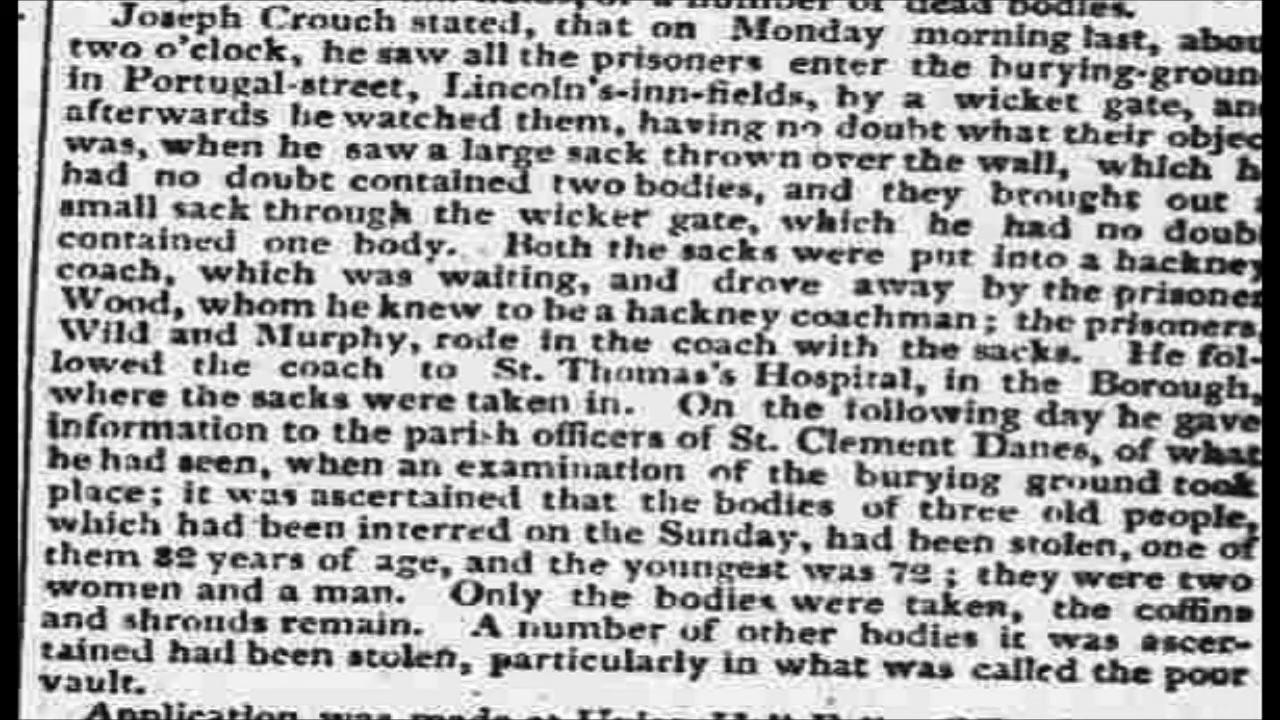 dead bodies.
Joseph Crouch stated, that on Monday morning last, abou
two o'clock, he saw all the prisoners enter the burying-groun
in Portugal-street, Lincoln's-inn-fields, by a wicket gate, an
afterwards he watched them, having no doubt what their objec
was, when he saw a large sack thrown over the wall, which h
had no doubt contained two bodies, and they brought out
small sack through the wicker gate, which he had no doub
contained one body. Both the sacks were put into a hackney
coach, which was waiting, and drove away by the prisoner
Wood, whom he knew to be a hackney coachman; the prisoners,
Wild and Murphy, rode in the coach with the sacks. He fol-
lowed the coach to St. Thomas's Hospital, in the Borough,
where the sacks were taken in. On the following day he gave
information to the parish officers of St. Clement Danes, of what
he had seen, when an examination of the burying ground took
place; it was ascertained that the bodies of three old people,
which had been interred on the Sunday, had been stolen, one of
them 82 years of age, and the youngest was 72; they were two
women and a man. Only the bodies were taken, the coffins
and shrouds remain. A number of other bodies it was ascer-
tained had been stolen, particularly in what was called the poor
vault.
Application was made